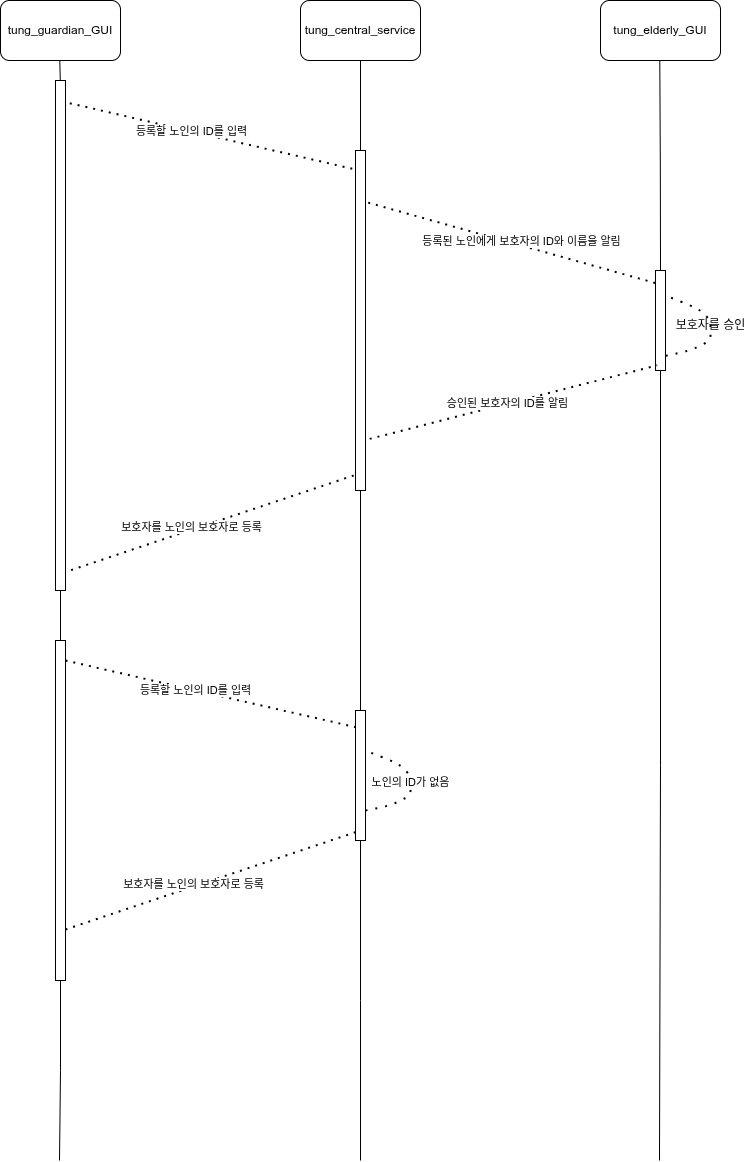 tung_guardian_GUI
tung_central_service
tung_elderly_GUI
등록할 노인의 ID를 입력
등록된 노인에게 보호자의 ID와 이름을 알림
보호자를 승인
승인된 보호자의 ID를 알림
보호자를 노인의 보호자로 등록
등록할 노인의 ID를 입력
노인의 ID가 없음
보호자를 노인의 보호자로 등록